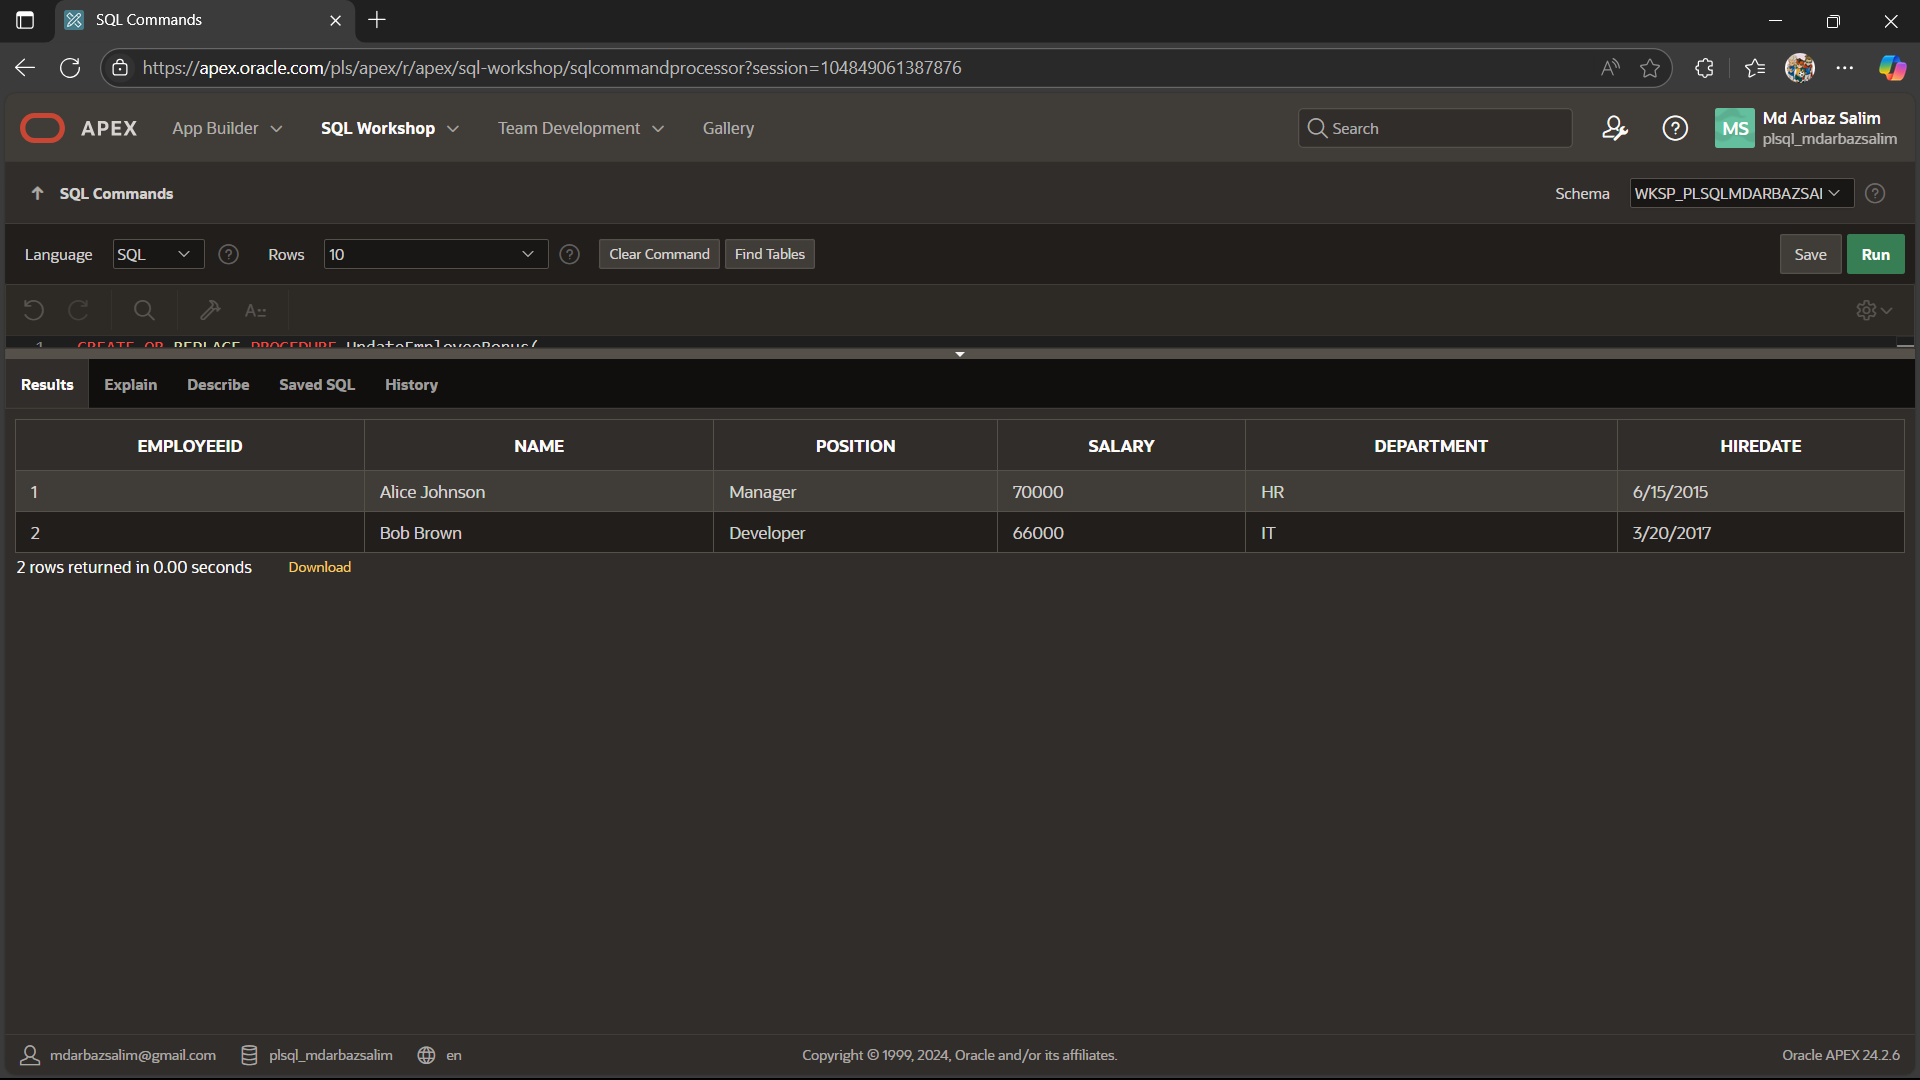 SQL Commands
https://apex.oracle.com/pls/apex/r/apex/sql-workshop/sqlcommandprocessor?session=104849061387876
APEX App Builder SQL Workshop Team Development Gallery Search MS Md Arbaz Salim
plsql_mdarbazsalim
SQL Commands Schema WKSP_PLSQLMDARBAZSAI
Language SQL Rows 10 Clear Command Find Tables Save Run
1 CREATE OR REPLACE PROCEDURE UpdateEmployeeBonus(
Results Explain Describe Saved SQL History
EMPLOYEEID NAME POSITION SALARY DEPARTMENT HIREDATE
1 Alice Johnson Manager 70000 HR 6/15/2015
2 Bob Brown Developer 66000 IT 3/20/2017
2 rows returned in 0.00 seconds Download
mdarbazsalim@gmail.com plsql_mdarbazsalim en Copyright © 1999, 2024, Oracle and/or its affiliates. Oracle APEX 24.2.6